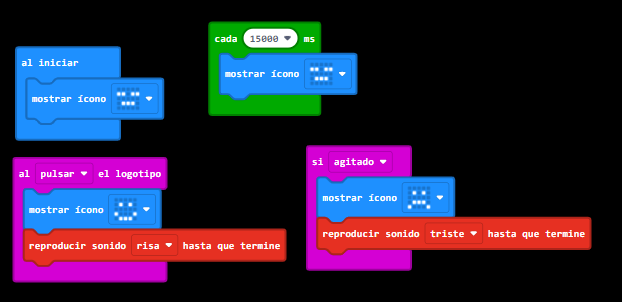 al iniciar
mostrar ícono
cada 15000 ms
mostrar ícono
al pulsar el logotipo
mostrar ícono
reproducir sonido risa hasta que termine
si agitado
mostrar ícono
reproducir sonido triste hasta que termine